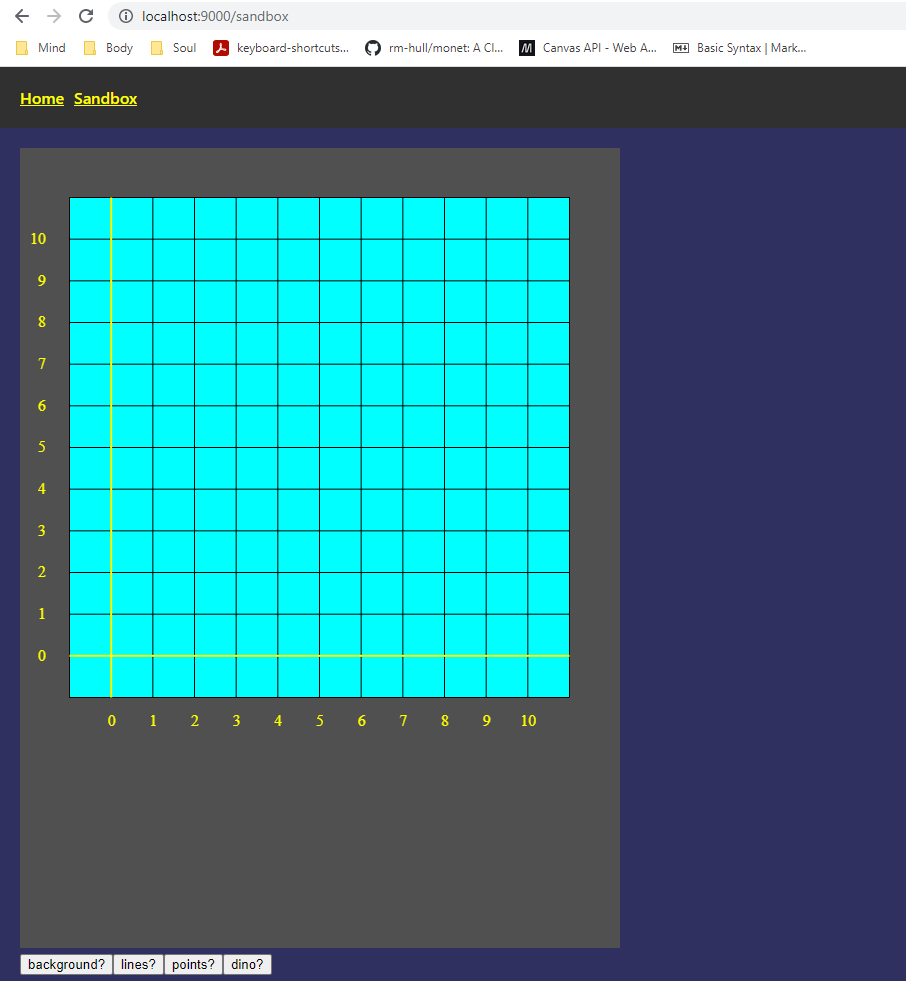 localhost:9000/sandbox
Mind Body Soul keyboard-shortcuts... rm-hull/monet: A Cl... M Canvas API - Web A... M Basic Syntax | Mark...
Home Sandbox
10
9
8
7
6
5
4
3
2
1
0
0 1 2 3 4 5 6 7 8 9 10
background? lines? points? dino?